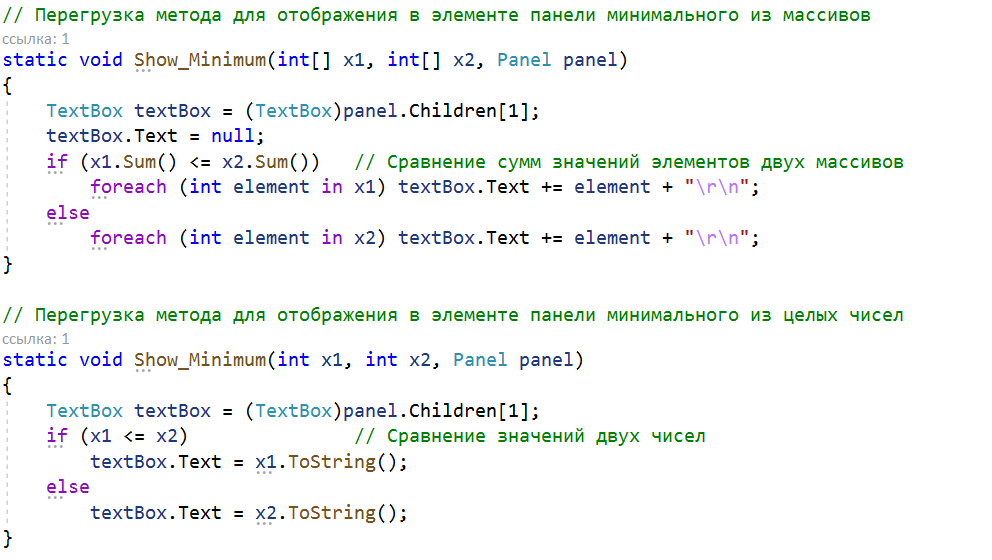 // Перегрузка метода для отображения в элементе панели минимального из массивов
ссылка: 1
static void Show_Minimum(int[] x1, int[] x2, Panel panel)
{
    TextBox textBox = (TextBox)panel.Children[1];
    textBox.Text = null;
    if (x1.Sum() <= x2.Sum())   // Сравнение сумм значений элементов двух массивов
        foreach (int element in x1) textBox.Text += element + "\r\n";
    else
        foreach (int element in x2) textBox.Text += element + "\r\n";
}
// Перегрузка метода для отображения в элементе панели минимального из целых чисел
ссылка: 1
static void Show_Minimum(int x1, int x2, Panel panel)
{
    TextBox textBox = (TextBox)panel.Children[1];
    if (x1 <= x2)               // Сравнение значений двух чисел
        textBox.Text = x1.ToString();
    else
        textBox.Text = x2.ToString();
}